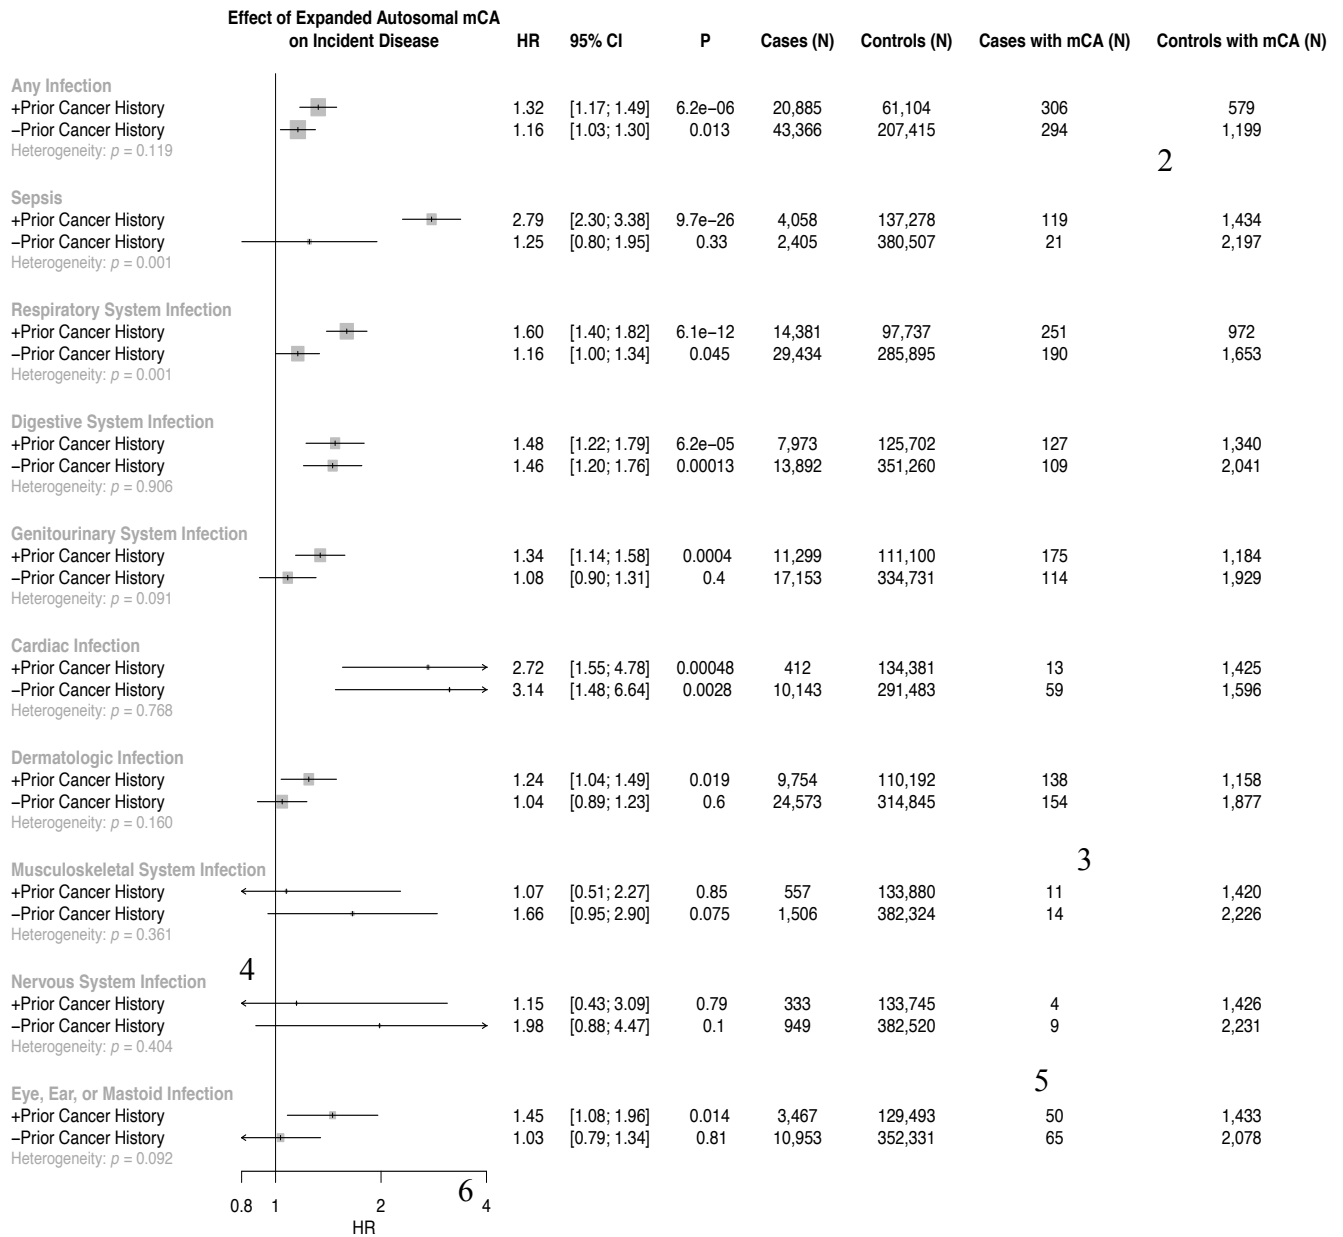 Effect of Expanded Autosomal mCA
on Incident Disease HR 95% CI P Cases (N) Controls (N) Cases with mCA (N) Controls with mCA (N)
Any Infection
+Prior Cancer History 1.32 [1.17; 1.49] 6.2e−06 20,885 61,104 306 579
−Prior Cancer History 1.16 [1.03; 1.30] 0.013 43,366 207,415 294 1,199
Heterogeneity: p = 0.119
2
Sepsis
+Prior Cancer History 2.79 [2.30; 3.38] 9.7e−26 4,058 137,278 119 1,434
−Prior Cancer History 1.25 [0.80; 1.95] 0.33 2,405 380,507 21 2,197
Heterogeneity: p = 0.001
Respiratory System Infection
+Prior Cancer History 1.60 [1.40; 1.82] 6.1e−12 14,381 97,737 251 972
−Prior Cancer History 1.16 [1.00; 1.34] 0.045 29,434 285,895 190 1,653
Heterogeneity: p = 0.001
Digestive System Infection
+Prior Cancer History 1.48 [1.22; 1.79] 6.2e−05 7,973 125,702 127 1,340
−Prior Cancer History 1.46 [1.20; 1.76] 0.00013 13,892 351,260 109 2,041
Heterogeneity: p = 0.906
Genitourinary System Infection
+Prior Cancer History 1.34 [1.14; 1.58] 0.0004 11,299 111,100 175 1,184
−Prior Cancer History 1.08 [0.90; 1.31] 0.4 17,153 334,731 114 1,929
Heterogeneity: p = 0.091
Cardiac Infection
+Prior Cancer History 2.72 [1.55; 4.78] 0.00048 412 134,381 13 1,425
−Prior Cancer History 3.14 [1.48; 6.64] 0.0028 10,143 291,483 59 1,596
Heterogeneity: p = 0.768
Dermatologic Infection
+Prior Cancer History 1.24 [1.04; 1.49] 0.019 9,754 110,192 138 1,158
−Prior Cancer History 1.04 [0.89; 1.23] 0.6 24,573 314,845 154 1,877
Heterogeneity: p = 0.160
3
Musculoskeletal System Infection
+Prior Cancer History 1.07 [0.51; 2.27] 0.85 557 133,880 11 1,420
−Prior Cancer History 1.66 [0.95; 2.90] 0.075 1,506 382,324 14 2,226
Heterogeneity: p = 0.361
4
Nervous System Infection
+Prior Cancer History 1.15 [0.43; 3.09] 0.79 333 133,745 4 1,426
−Prior Cancer History 1.98 [0.88; 4.47] 0.1 949 382,520 9 2,231
Heterogeneity: p = 0.404
5
Eye, Ear, or Mastoid Infection
+Prior Cancer History 1.45 [1.08; 1.96] 0.014 3,467 129,493 50 1,433
−Prior Cancer History 1.03 [0.79; 1.34] 0.81 10,953 352,331 65 2,078
Heterogeneity: p = 0.092
6
0.8 1 2 4
HR